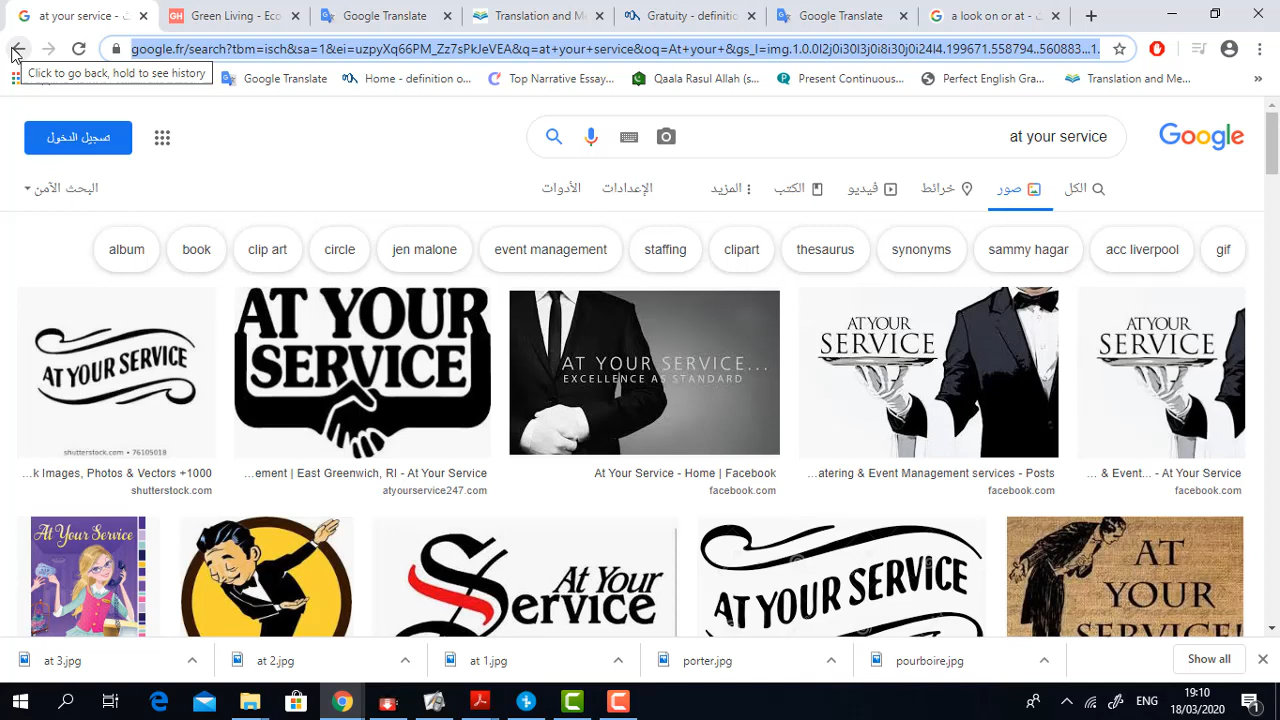 at your service - G
Green Living - Eco
Google Translate
Translation and M
Gratuity - definitio
Google Translate
a look on or at - G
google.fr/search?tbm=isch&sa=1&ei=uzpyXq66PM_Zz7sPkJeVEA&q=at+your+service&oq=At+your+&gs_l=img.1.0.0l2j0i30l3j0i8i30j0i24l4.199671.558794..560883...1.
Click to go back, hold to see history
Google Translate
Home - definition o...
Top Narrative Essay...
Qaala Rasul Allah (s...
Present Continuous...
Perfect English Gra...
Translation and Me...
»
تسجيل الدخول
at your service
Google
الكل
صور
خرائط
فيديو
الكتب
المزيد
الإعدادات
الأدوات
البحث الآمن
album
book
clip art
circle
jen malone
event management
staffing
clipart
thesaurus
synonyms
sammy hagar
acc liverpool
gif
AT YOUR SERVICE
shutterstock.com • 76105018
AT YOUR
SERVICE
AT YOUR SERVICE...
EXCELLENCE AS STANDARD
AT YOUR
SERVICE
AT YOUR
SERVICE
...k Images, Photos & Vectors +1000
shutterstock.com
...ement | East Greenwich, RI - At Your Service
atyourservice247.com
At Your Service - Home | Facebook
facebook.com
...atering & Event Management services - Posts
facebook.com
... & Event... - At Your Service
facebook.com
At Your Service
At Your
Service
AT YOUR SERVICE
AT
YOUR
SERVICE!
at 3.jpg
at 2.jpg
at 1.jpg
porter.jpg
pourboire.jpg
Show all
ENG
19:10
18/03/2020
1